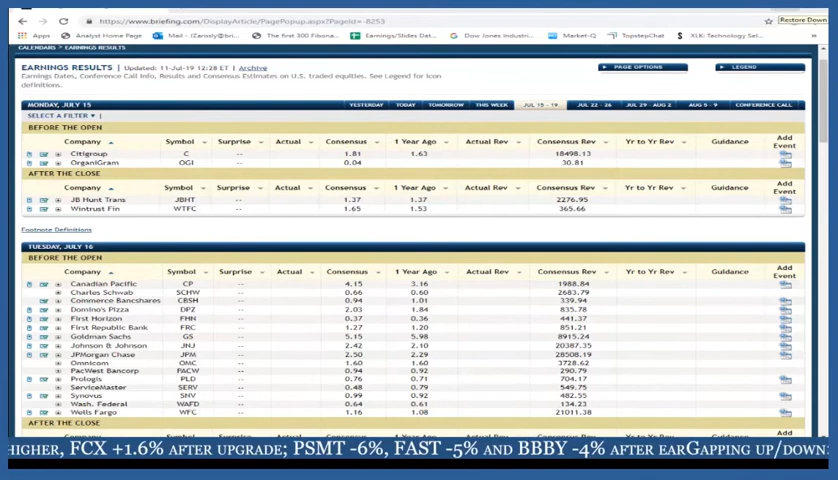 https://www.briefing.com/DisplayArticle/PagePopup.aspx?PageId=-8253
Restore Down
Apps Analyst Home Page Mail - JZarosly@bri... The first 300 Fibona... Earnings/Slides Dat... Dow Jones Industri... Market-Q TopstepChat XLK: Technology Sel...
CALENDARS > EARNINGS RESULTS
EARNINGS RESULTS | Updated: 11-Jul-19 12:28 ET | Archive
PAGE OPTIONS LEGEND
Earnings Dates, Conference Call Info, Results and Consensus Estimates on U.S. traded equities. See Legend for icon
definitions.
MONDAY, JULY 15 YESTERDAY TODAY TOMORROW THIS WEEK JUL 15 - 19 JUL 22 - 26 JUL 29 - AUG 2 AUG 5 - 9 CONFERENCE CALL
SELECT A FILTER |
BEFORE THE OPEN
Company Symbol Surprise Actual Consensus 1 Year Ago Actual Rev Consensus Rev Yr to Yr Rev Guidance Add Event
Citigroup C -- 1.81 1.63 18498.13
OrganiGram OGI -- 0.04 30.81
AFTER THE CLOSE
Company Symbol Surprise Actual Consensus 1 Year Ago Actual Rev Consensus Rev Yr to Yr Rev Guidance Add Event
JB Hunt Trans JBHT -- 1.37 1.37 2276.95
Wintrust Fin WTFC -- 1.65 1.53 365.66
Footnote Definitions
TUESDAY, JULY 16
BEFORE THE OPEN
Company Symbol Surprise Actual Consensus 1 Year Ago Actual Rev Consensus Rev Yr to Yr Rev Guidance Add Event
Canadian Pacific CP -- 4.15 3.16 1988.84
Charles Schwab SCHW -- 0.66 0.60 2683.79
Commerce Bancshares CBSH -- 0.94 1.01 339.94
Domino's Pizza DPZ -- 2.03 1.84 835.78
First Horizon FHN -- 0.37 0.36 441.37
First Republic Bank FRC -- 1.27 1.20 851.21
Goldman Sachs GS -- 5.15 5.98 8915.24
Johnson & Johnson JNJ -- 2.42 2.10 20387.35
JPMorgan Chase JPM -- 2.50 2.29 28508.19
Omnicom OMC -- 1.60 1.60 3728.62
PacWest Bancorp PACW -- 0.94 0.92 290.79
Prologis PLD -- 0.76 0.71 704.17
ServiceMaster SERV -- 0.48 0.79 549.75
Synovus SNV -- 0.99 0.92 482.55
Wash. Federal WAFD -- 0.64 0.61 134.23
Wells Fargo WFC -- 1.16 1.08 21011.38
AFTER THE CLOSE
Add
HIGHER, FCX +1.6% AFTER UPGRADE; PSMT -6%, FAST -5% AND BBBY -4% AFTER EARGapping up/down: